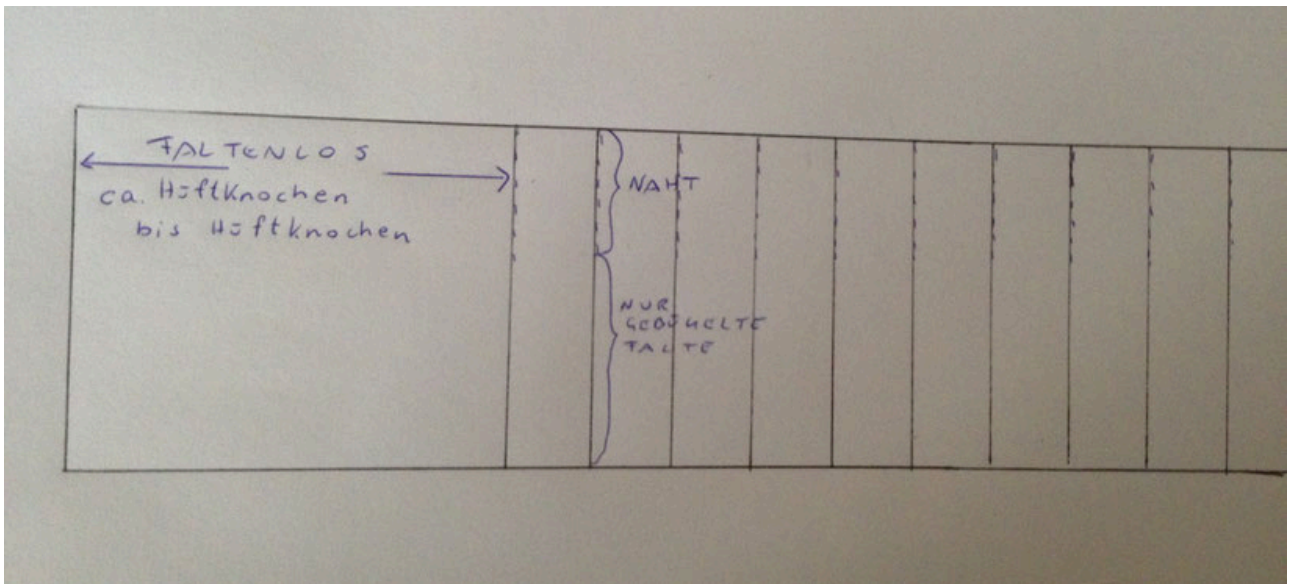 FALTENLOS
ca. Hüftknochen
bis Hüftknochen
NAHT
NUR
GEBÜGELTE
FALTE